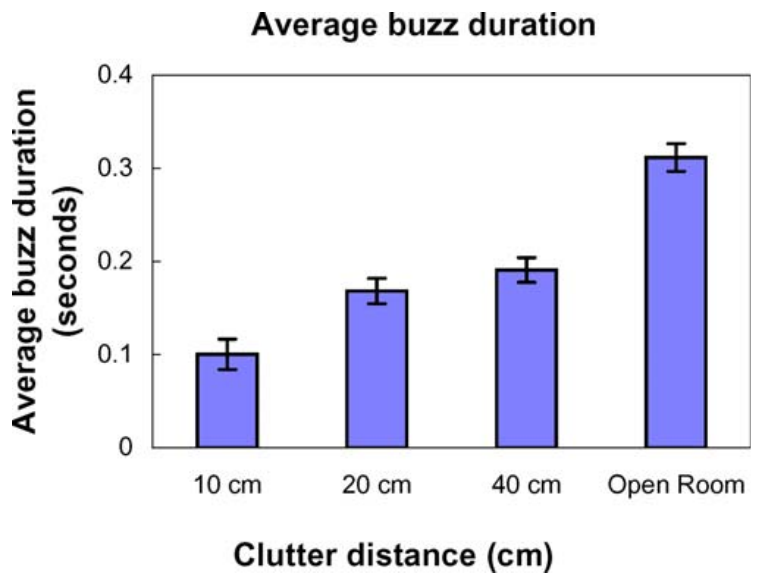 Average buzz duration
Average buzz duration
(seconds)
0.4
0.3
0.2
0.1
0
10 cm
20 cm
40 cm
Open Room
Clutter distance (cm)